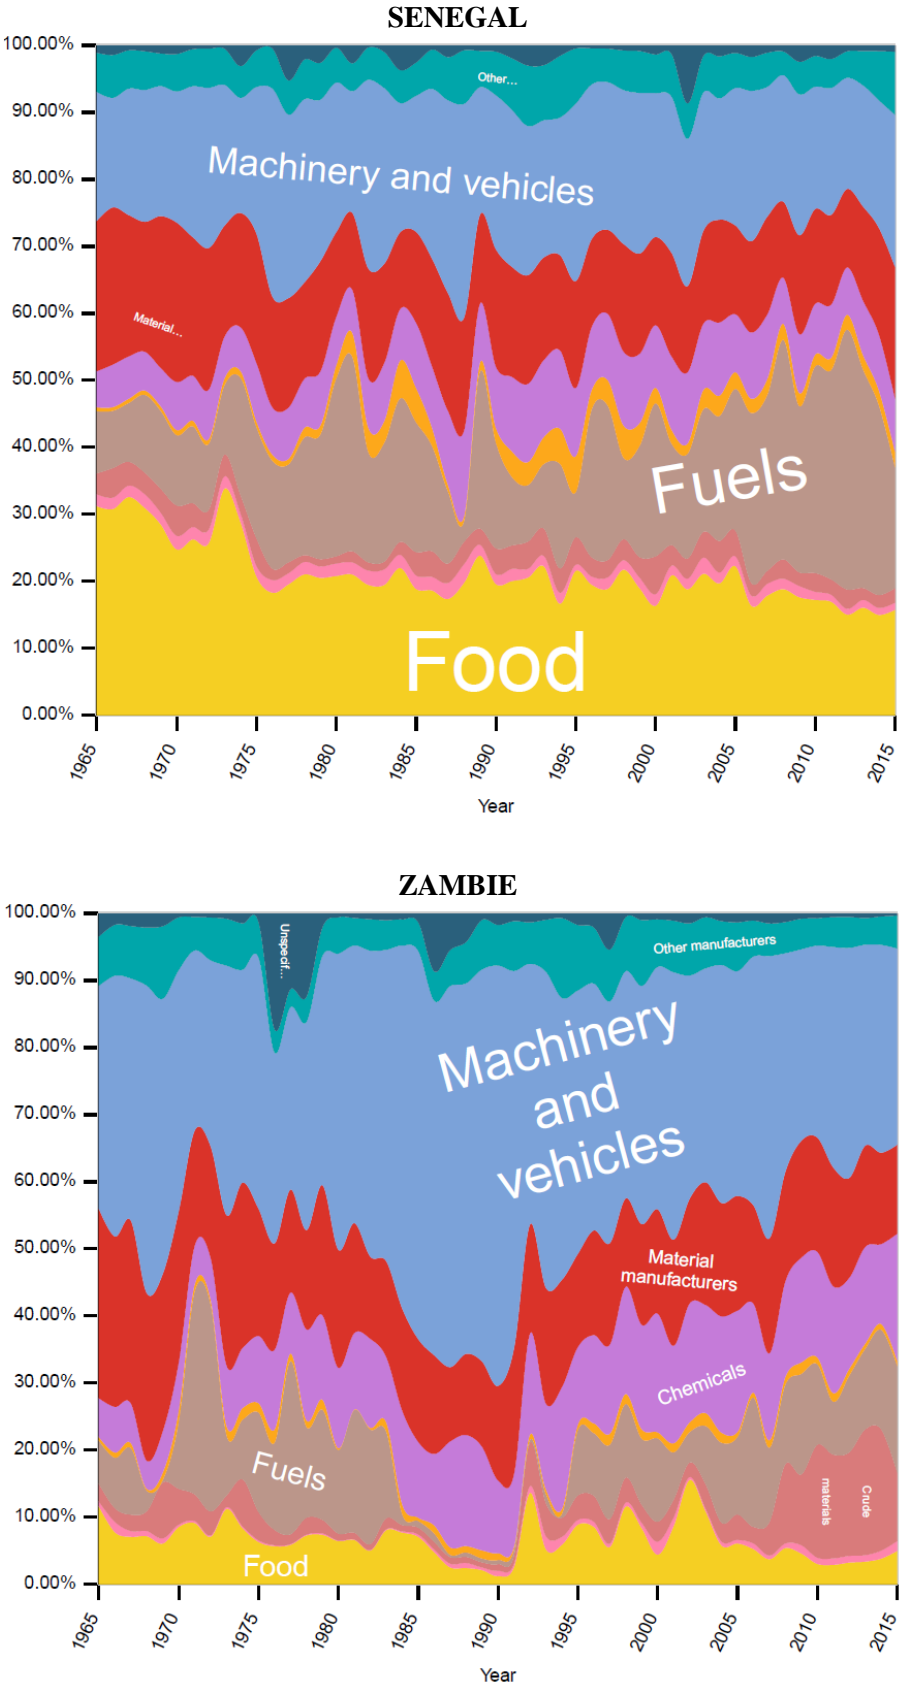 SENEGAL
100.00%
90.00%
80.00%
70.00%
60.00%
50.00%
40.00%
30.00%
20.00%
10.00%
0.00%
Other...
Machinery and vehicles
Material...
Fuels
Food
1965
1970
1975
1980
1985
1990
1995
2000
2005
2010
2015
Year
ZAMBIE
100.00%
90.00%
80.00%
70.00%
60.00%
50.00%
40.00%
30.00%
20.00%
10.00%
0.00%
Unspecif...
Other manufacturers
Machinery
and
vehicles
Material
manufacturers
Chemicals
Fuels
Crude
materials
Food
1965
1970
1975
1980
1985
1990
1995
2000
2005
2010
2015
Year